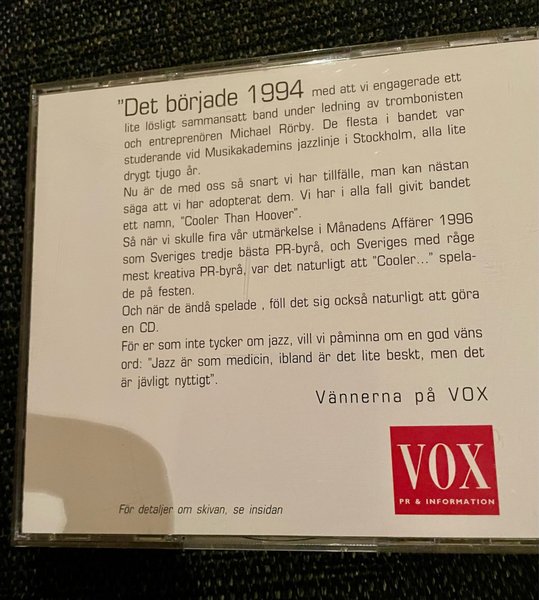 "Det började 1994 med att vi engagerade ett
lite lösligt sammansatt band under ledning av trombonisten
och entreprenören Michael Rörby. De flesta i bandet var
studerande vid Musikakademins jazzlinje i Stockholm, alla lite
drygt tjugo år.
Nu är de med oss så snart vi har tillfälle, man kan nästan
säga att vi har adopterat dem. Vi har i alla fall givit bandet
ett namn, "Cooler Than Hoover".
Så när vi skulle fira vår utmärkelse i Månadens Affärer 1996
som Sveriges tredje bästa PR-byrå, och Sveriges med råge
mest kreativa PR-byrå, var det naturligt att "Cooler..." spela-
de på festen.
Och när de ändå spelade , föll det sig också naturligt att göra
en CD.
För er som inte tycker om jazz, vill vi påminna om en god väns
ord: "Jazz är som medicin, ibland är det lite beskt, men det
är jävligt nyttigt".
Vännerna på VOX
VOX
PR & INFORMATION
För detaljer om skivan, se insidan